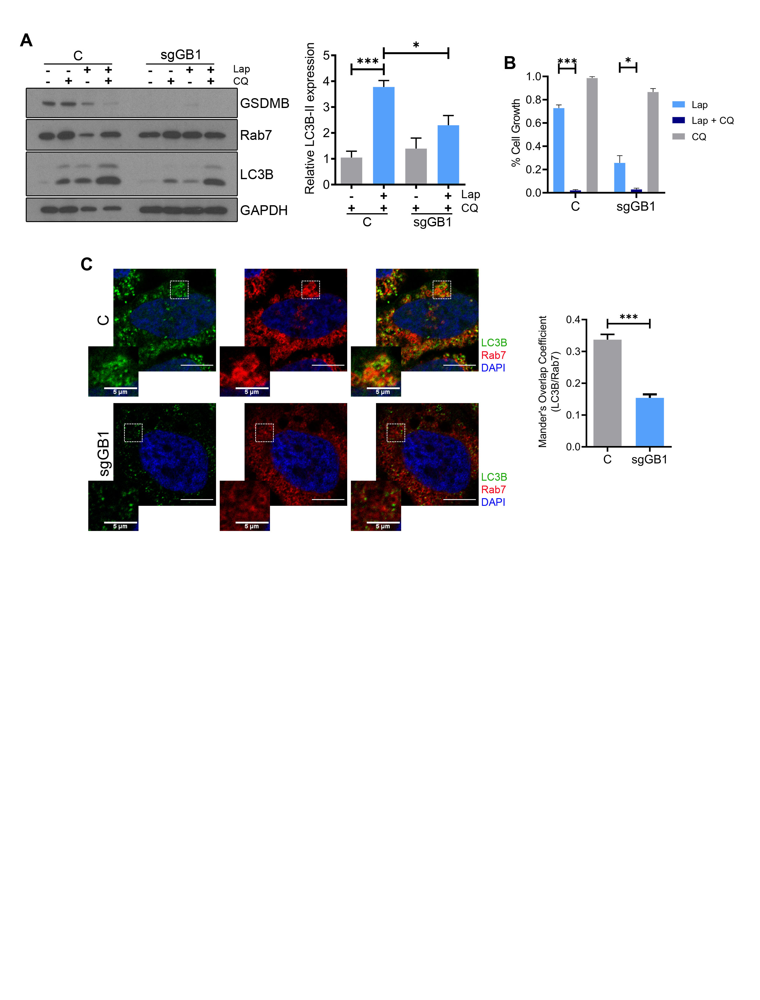 A
C
sgGB1
- - + + - - + + Lap
- + - + - + - + CQ
GSDMB
Rab7
LC3B
GAPDH
Relative LC3B-II expression
5
4
3
2
1
0
***
*
- + - + Lap
+ + + + CQ
C
sgGB1
B
% Cell Growth
1.0
0.8
0.6
0.4
0.2
0.0
***
*
C
sgGB1
Lap
Lap + CQ
CQ
C
C
5 µm
5 µm
5 µm
LC3B
Rab7
DAPI
sgGB1
5 µm
5 µm
5 µm
LC3B
Rab7
DAPI
Mander's Overlap Coefficient
(LC3B/Rab7)
0.4
0.3
0.2
0.1
0.0
***
C
sgGB1